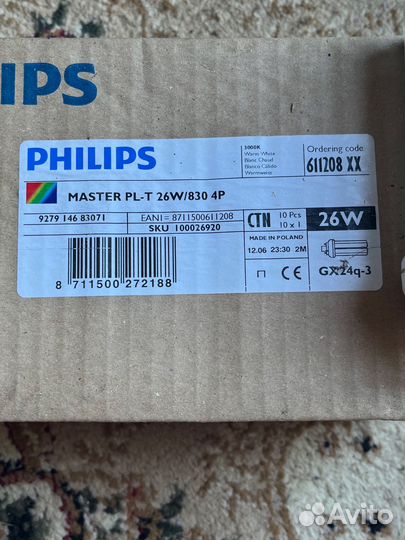 IPS
PHILIPS
3000K
Warm White
Blanc Chaud
Blanco Cálido
Warmweiss
Ordering code
611208 XX
MASTER PL-T 26W/830 4P
9279 146 83071
EAN1 = 8711500611208
SKU 100026920
CTN
10 Pcs
10 x 1
26W
MADE IN POLAND
12.06 23:30 2M
CE
GX24q-3
8 711500 272188
Avito